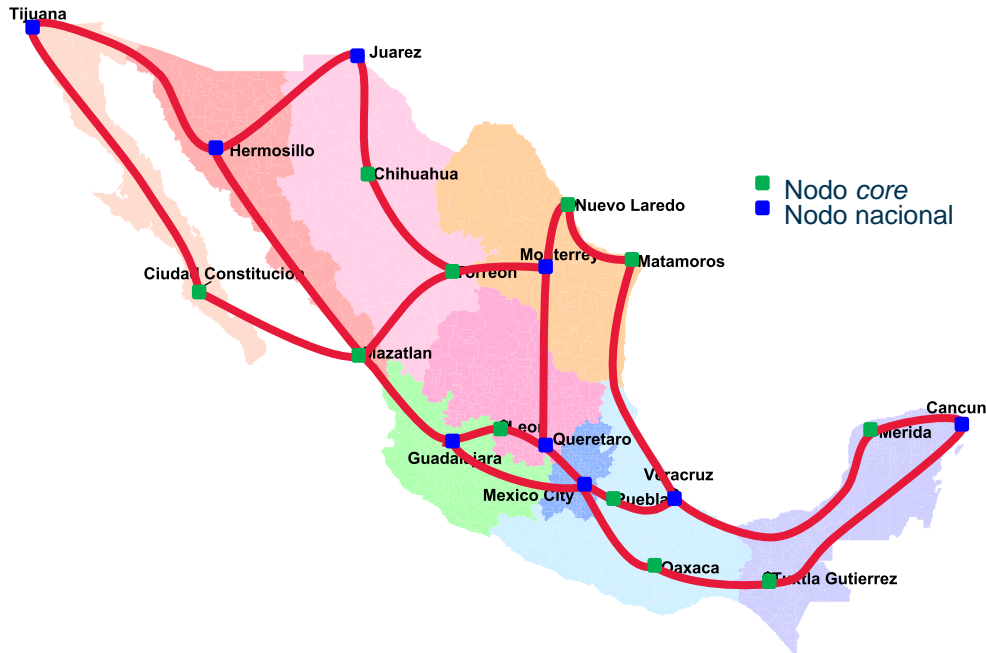 Tijuana
Juarez
Hermosillo
Chihuahua
Nodo core
Nuevo Laredo
Nodo nacional
Monterrey
Matamoros
Ciudad Constitucion
Torreon
Mazatlan
Cancun
Leon
Merida
Queretaro
Guadalajara
Veracruz
Mexico City
Puebla
Oaxaca
Tuxtla Gutierrez